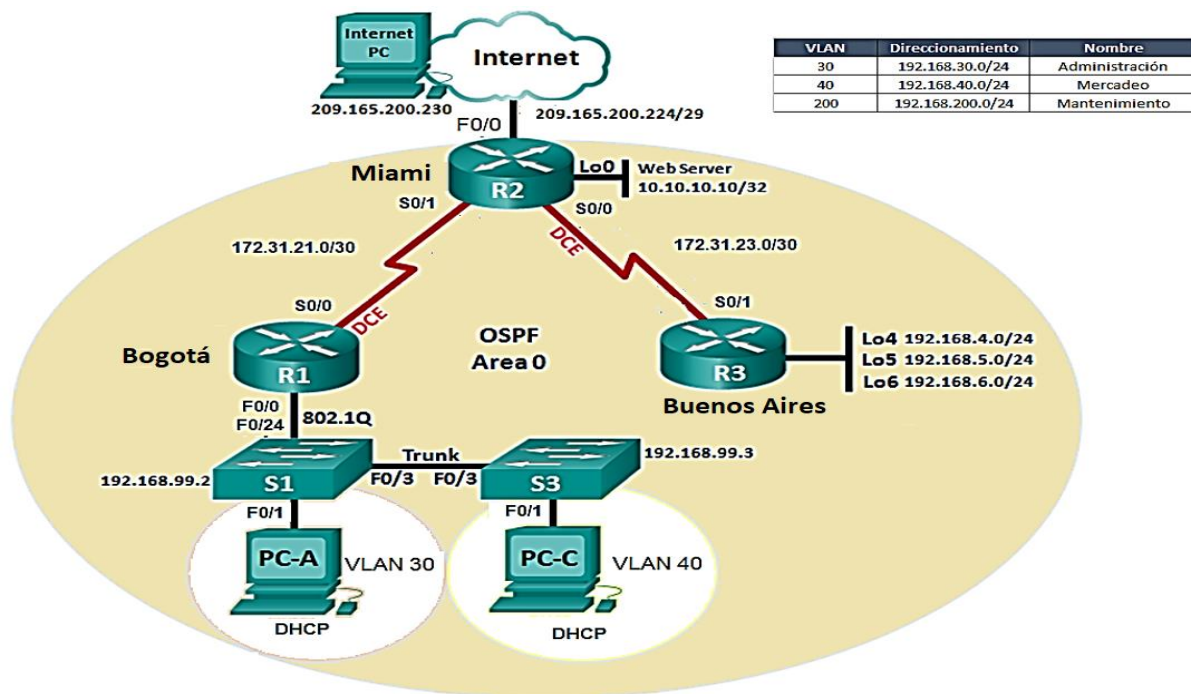 Internet
PC
Internet
209.165.200.230
209.165.200.224/29
F0/0
VLAN Direccionamiento Nombre
30 192.168.30.0/24 Administración
40 192.168.40.0/24 Mercadeo
200 192.168.200.0/24 Mantenimiento
Miami
R2
Lo0
Web Server
10.10.10.10/32
S0/1
S0/0
DCE
172.31.21.0/30
172.31.23.0/30
S0/0
DCE
S0/1
Bogotá
R1
OSPF
Area 0
R3
Buenos Aires
Lo4 192.168.4.0/24
Lo5 192.168.5.0/24
Lo6 192.168.6.0/24
F0/0
F0/24
802.1Q
Trunk
192.168.99.2
S1
F0/3
F0/3
S3
192.168.99.3
F0/1
PC-A
VLAN 30
DHCP
F0/1
PC-C
VLAN 40
DHCP